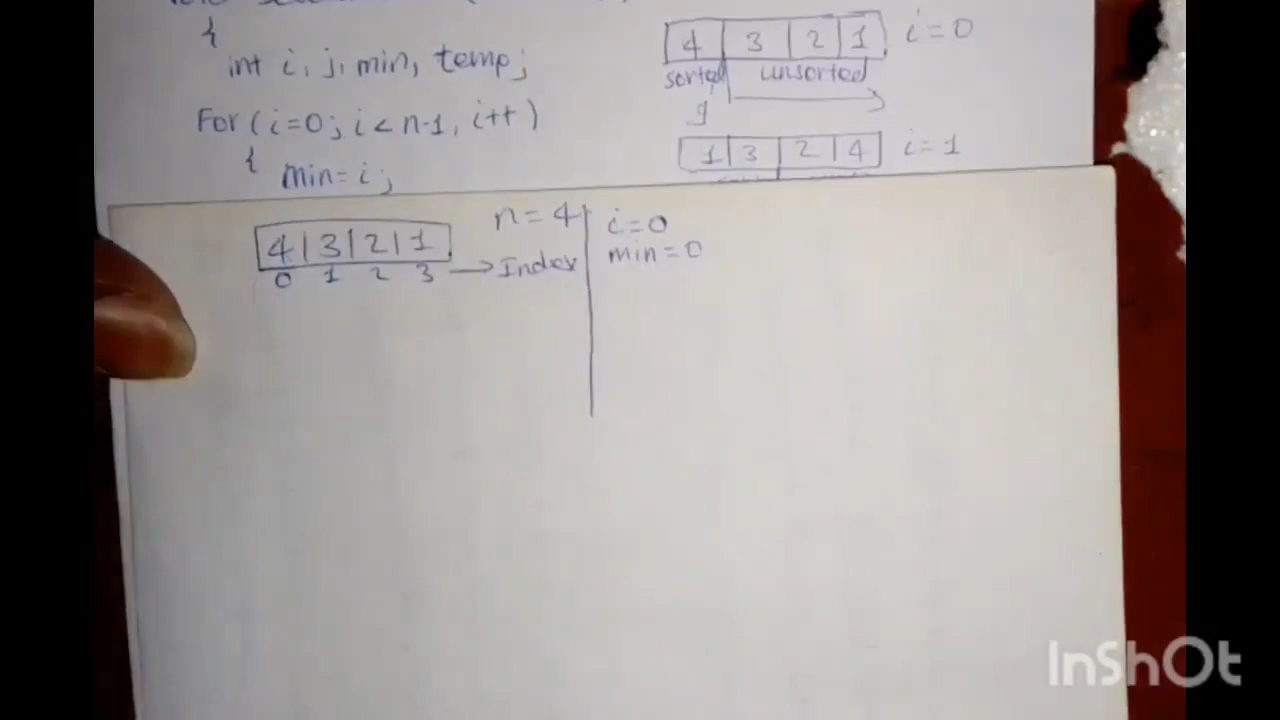 {
int i, j, min, temp;
For ( i=0; i < n-1, i++ )
{ min = i;
4 3 2 1 i = 0
sorted unsorted
j
1 3 2 4 i = 1
4 3 2 1 n = 4
0 1 2 3 → Index
i = 0
min = 0
InShOt